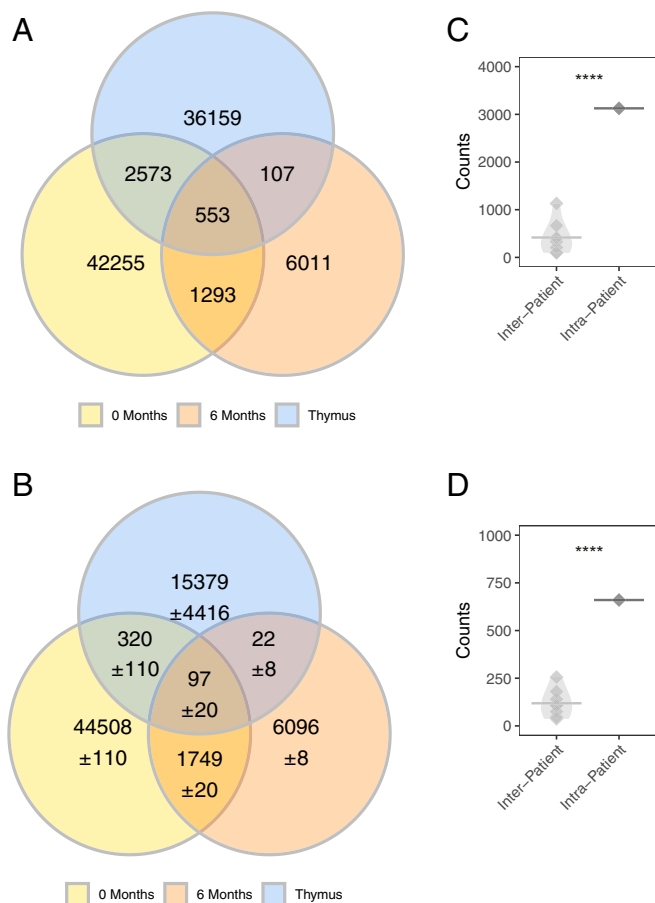 A
36159
2573
107
553
42255
6011
1293
0 Months 6 Months Thymus
B
15379
±4416
320
±110
22
±8
97
±20
44508
±110
6096
±8
1749
±20
0 Months 6 Months Thymus
C
Counts
4000
3000
2000
1000
0
****
Inter−Patient
Intra−Patient
D
Counts
1000
750
500
250
0
****
Inter−Patient
Intra−Patient